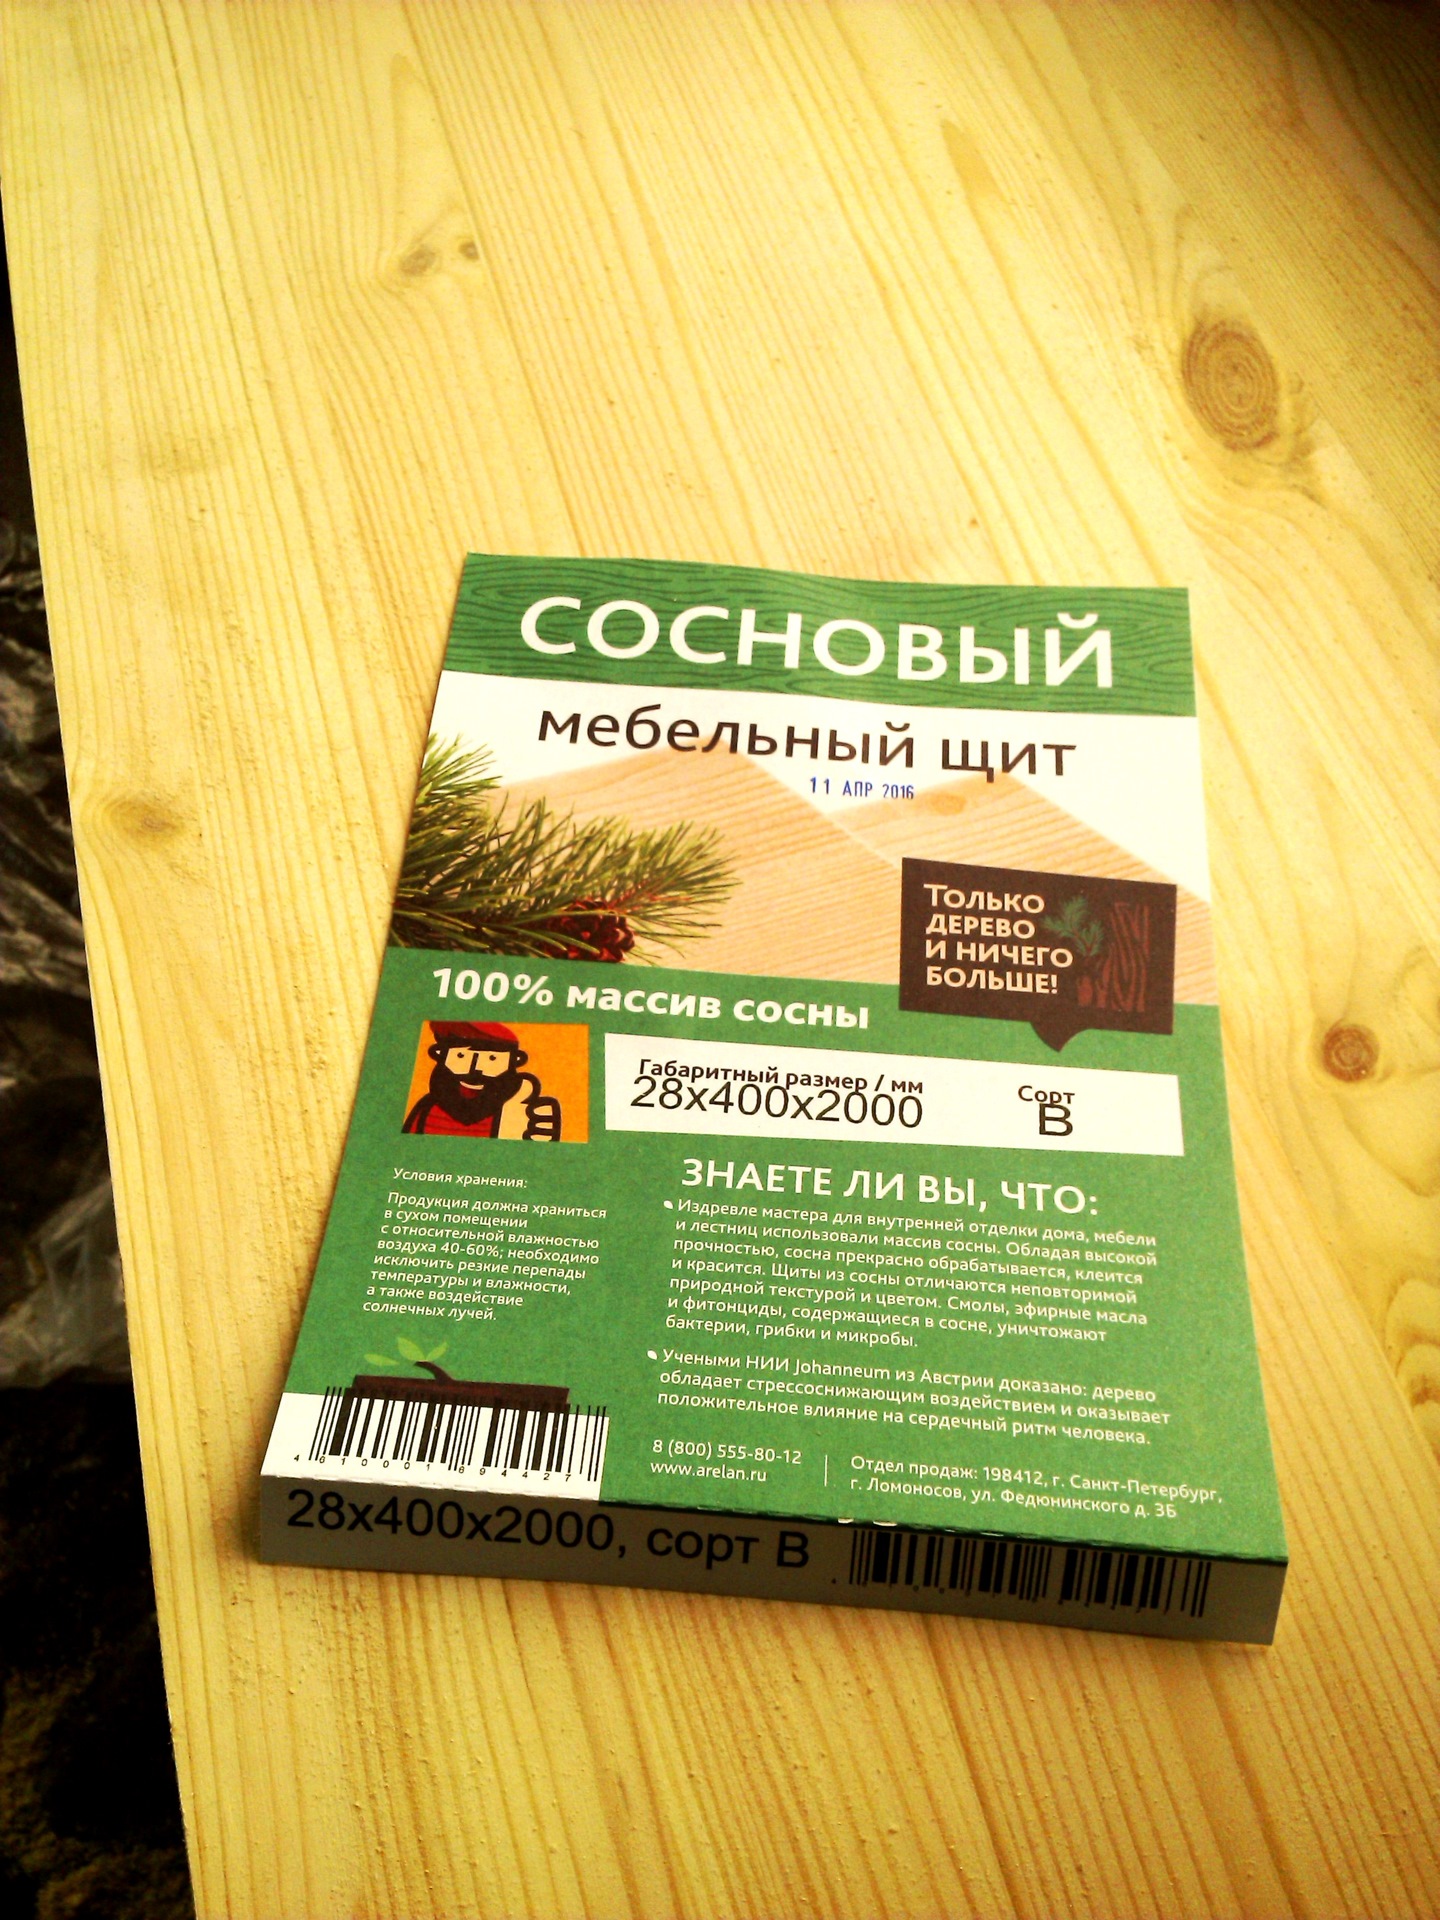 СОСНОВЫЙ
мебельный щит
11 АПР 2016
Только
дерево
и ничего
больше!
100% массив сосны
Габаритный размер / мм
28x400x2000
Сорт
В
Условия хранения:
Продукция должна храниться
в сухом помещении
с относительной влажностью
воздуха 40-60%; необходимо
исключить резкие перепады
температуры и влажности,
а также воздействие
солнечных лучей.
ЗНАЕТЕ ЛИ ВЫ, ЧТО:
Издревле мастера для внутренней отделки дома, мебели
и лестниц использовали массив сосны. Обладая высокой
прочностью, сосна прекрасно обрабатывается, клеится
и красится. Щиты из сосны отличаются неповторимой
природной текстурой и цветом. Смолы, эфирные масла
и фитонциды, содержащиеся в сосне, уничтожают
бактерии, грибки и микробы.
Учеными НИИ Johanneum из Австрии доказано: дерево
обладает стрессоснижающим воздействием и оказывает
положительное влияние на сердечный ритм человека.
8 (800) 555-80-12
www.arelan.ru
Отдел продаж: 198412, г. Санкт-Петербург,
г. Ломоносов, ул. Федюнинского д. 3Б
4 610001 894427
28x400x2000, сорт В